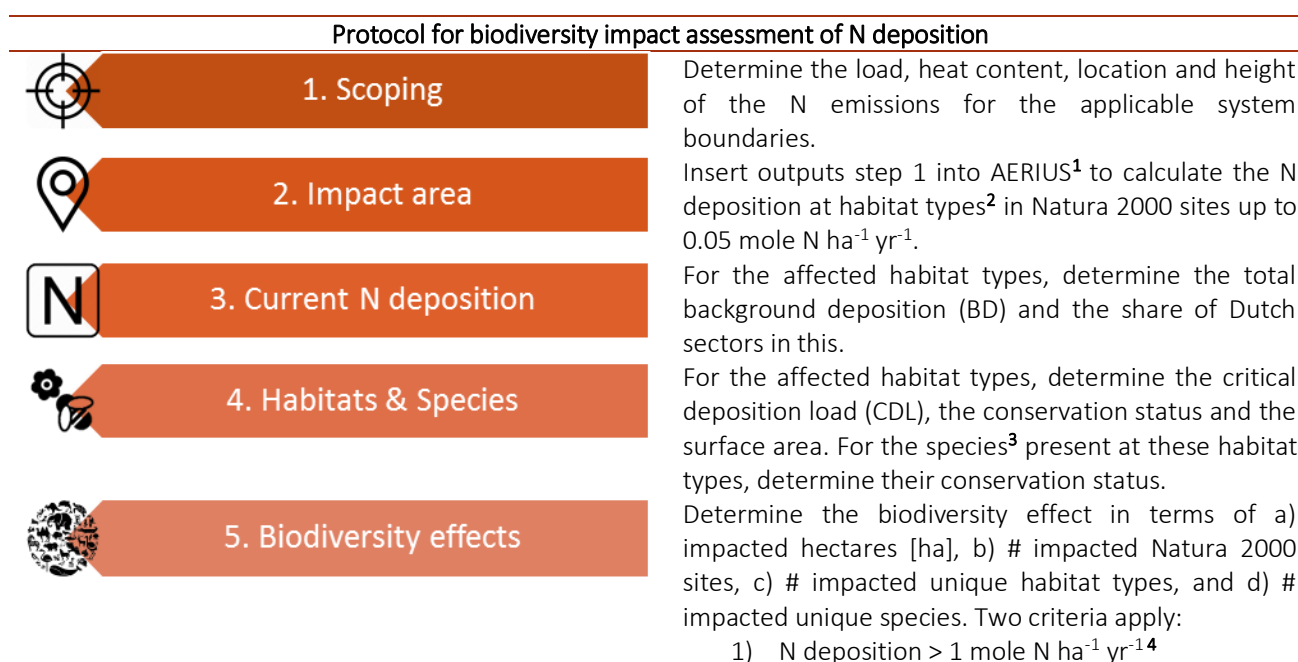 Protocol for biodiversity impact assessment of N deposition
1. Scoping
Determine the load, heat content, location and height
of the N emissions for the applicable system
boundaries.
2. Impact area
Insert outputs step 1 into AERIUS¹ to calculate the N
deposition at habitat types² in Natura 2000 sites up to
0.05 mole N ha⁻¹ yr⁻¹.
N
3. Current N deposition
For the affected habitat types, determine the total
background deposition (BD) and the share of Dutch
sectors in this.
4. Habitats & Species
For the affected habitat types, determine the critical
deposition load (CDL), the conservation status and the
surface area. For the species³ present at these habitat
types, determine their conservation status.
5. Biodiversity effects
Determine the biodiversity effect in terms of a)
impacted hectares [ha], b) # impacted Natura 2000
sites, c) # impacted unique habitat types, and d) #
impacted unique species. Two criteria apply:
1) N deposition > 1 mole N ha⁻¹ yr⁻¹ ⁴